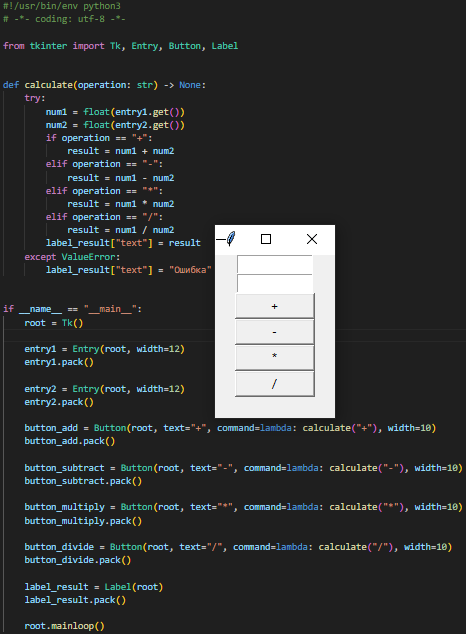 #!/usr/bin/env python3
# -*- coding: utf-8 -*-
from tkinter import Tk, Entry, Button, Label
def calculate(operation: str) -> None:
try:
num1 = float(entry1.get())
num2 = float(entry2.get())
if operation == "+":
result = num1 + num2
elif operation == "-":
result = num1 - num2
elif operation == "*":
result = num1 * num2
elif operation == "/":
result = num1 / num2
label_result["text"] = result
except ValueError:
label_result["text"] = "Ошибка"
if __name__ == "__main__":
root = Tk()
entry1 = Entry(root, width=12)
entry1.pack()
entry2 = Entry(root, width=12)
entry2.pack()
button_add = Button(root, text="+", command=lambda: calculate("+"), width=10)
button_add.pack()
button_subtract = Button(root, text="-", command=lambda: calculate("-"), width=10)
button_subtract.pack()
button_multiply = Button(root, text="*", command=lambda: calculate("*"), width=10)
button_multiply.pack()
button_divide = Button(root, text="/", command=lambda: calculate("/"), width=10)
button_divide.pack()
label_result = Label(root)
label_result.pack()
root.mainloop()
+
-
*
/